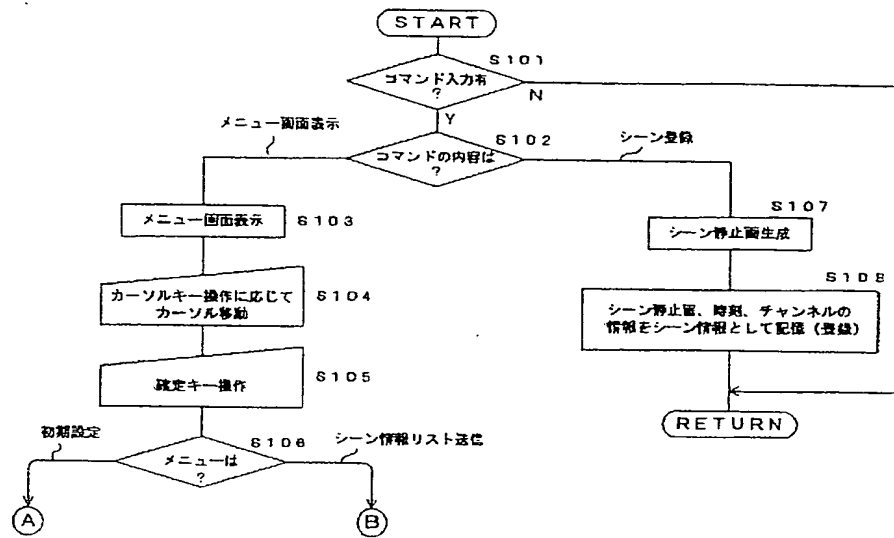 START
S101
コマンド入力有
?
N
Y
メニュー画面表示
S102
シーン登録
コマンドの内容は
?
メニュー画面表示
S103
S107
シーン静止画生成
カーソルキー操作に応じて
カーソル移動
S104
S108
シーン静止画、時刻、チャンネルの
情報をシーン情報として記憶(登録)
確定キー操作
S105
RETURN
初期設定
S106
シーン情報リスト送信
メニューは
?
A
B